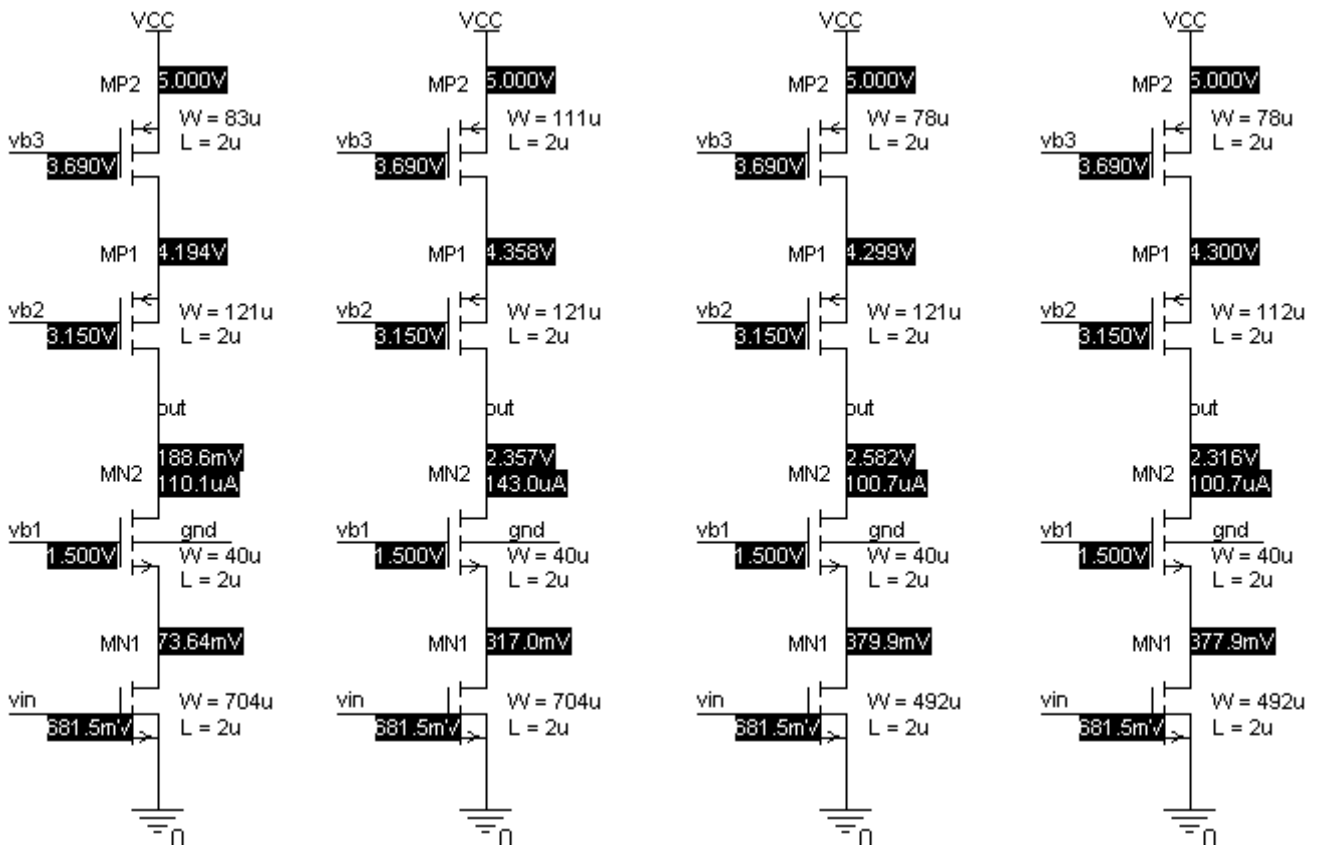 VCC VCC VCC VCC
MP2 5.000V MP2 5.000V MP2 5.000V MP2 5.000V
W = 83u W = 111u W = 78u W = 78u
vb3 L = 2u vb3 L = 2u vb3 L = 2u vb3 L = 2u
3.690V 3.690V 3.690V 3.690V
MP1 4.194V MP1 4.358V MP1 4.299V MP1 4.300V
vb2 W = 121u vb2 W = 121u vb2 W = 121u vb2 W = 112u
3.150V L = 2u 3.150V L = 2u 3.150V L = 2u 3.150V L = 2u
out out out out
188.6mV 2.357V 2.582V 2.316V
MN2 110.1uA MN2 143.0uA MN2 100.7uA MN2 100.7uA
vb1 gnd vb1 gnd vb1 gnd vb1 gnd
1.500V W = 40u 1.500V W = 40u 1.500V W = 40u 1.500V W = 40u
L = 2u L = 2u L = 2u L = 2u
MN1 73.64mV MN1 317.0mV MN1 379.9mV MN1 377.9mV
vin W = 704u vin W = 704u vin W = 492u vin W = 492u
681.5mV L = 2u 681.5mV L = 2u 681.5mV L = 2u 681.5mV L = 2u
0 0 0 0